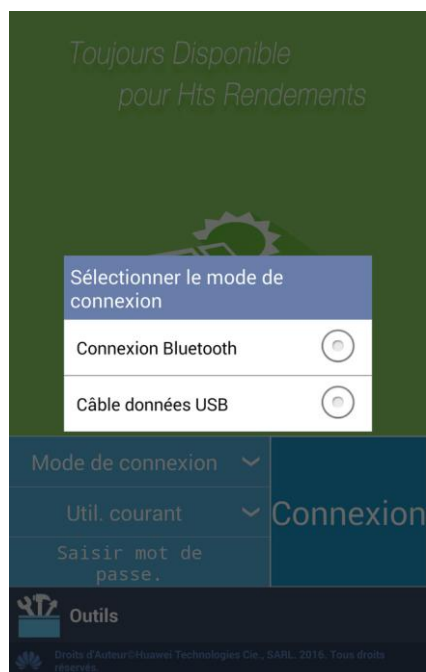 Toujours Disponible
pour Hts Rendements
Sélectionner le mode de
connexion
Connexion Bluetooth
Câble données USB
Mode de connexion
Util. courant
Saisir mot de
passe.
Connexion
Outils
Droits d'Auteur©Huawei Technologies Cie., SARL. 2016. Tous droits
réservés.